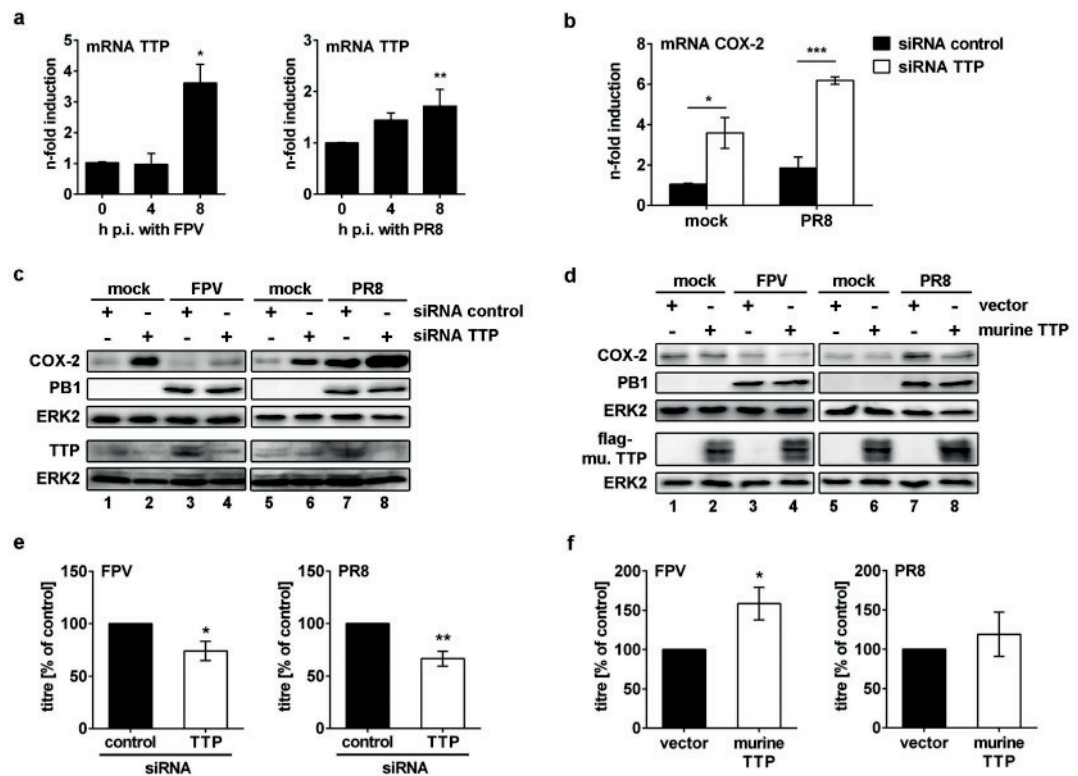 a
mRNA TTP
n-fold induction
5
4
3
2
1
0
*
0 4 8
h p.i. with FPV
mRNA TTP
n-fold induction
3
2
1
0
**
0 4 8
h p.i. with PR8
b
mRNA COX-2
n-fold induction
8
6
4
2
0
*
***
mock PR8
siRNA control
siRNA TTP
c
mock FPV mock PR8
+ - + - + - + - siRNA control
- + - + - + - + siRNA TTP
COX-2
PB1
ERK2
TTP
ERK2
1 2 3 4 5 6 7 8
d
mock FPV mock PR8
+ - + - + - + - vector
- + - + - + - + murine TTP
COX-2
PB1
ERK2
flag-
mu. TTP
ERK2
1 2 3 4 5 6 7 8
e
FPV
titre [% of control]
150
100
50
0
*
control TTP
siRNA
PR8
titre [% of control]
150
100
50
0
**
control TTP
siRNA
f
FPV
titre [% of control]
200
150
100
50
0
*
vector murine
TTP
PR8
titre [% of control]
200
150
100
50
0
vector murine
TTP